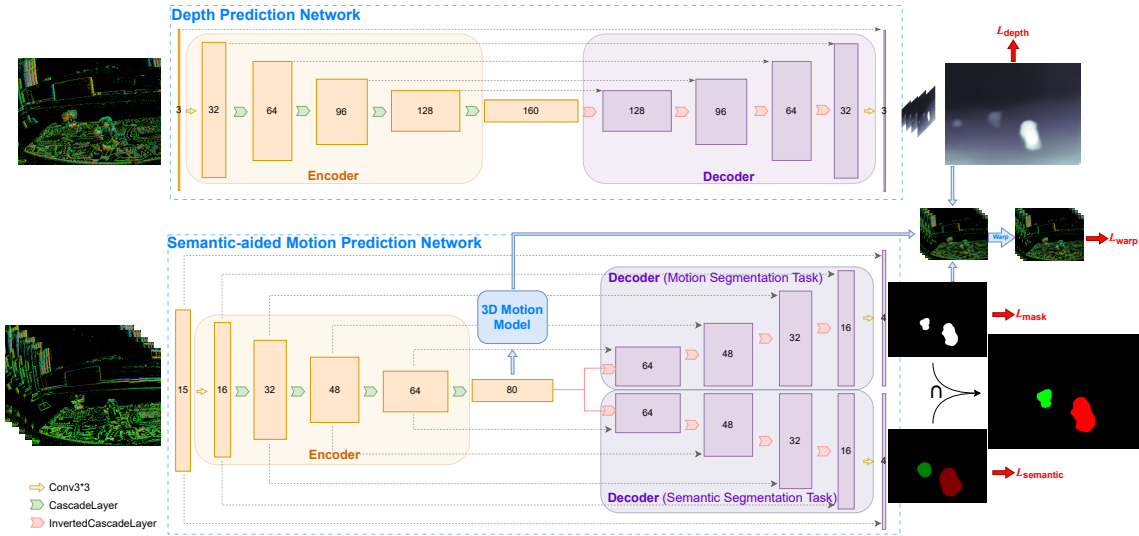 Depth Prediction Network
3
32
64
96
128
160
128
96
64
32
3
Encoder
Decoder
L_depth
Semantic-aided Motion Prediction Network
15
16
32
48
64
80
Encoder
3D Motion
Model
Decoder (Motion Segmentation Task)
64
48
32
16
4
64
48
32
16
4
Decoder (Semantic Segmentation Task)
Warp
L_warp
L_mask
∩
L_semantic
Conv3*3
CascadeLayer
InvertedCascadeLayer